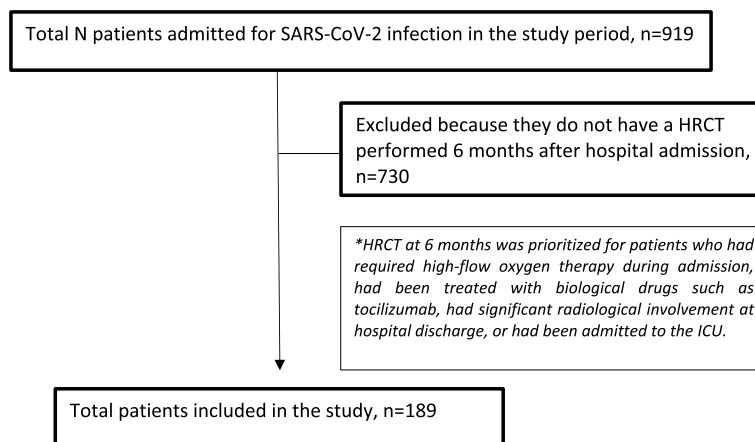 Total N patients admitted for SARS-CoV-2 infection in the study period, n=919
Excluded because they do not have a HRCT
performed 6 months after hospital admission,
n=730
*HRCT at 6 months was prioritized for patients who had
required high-flow oxygen therapy during admission,
had been treated with biological drugs such as
tocilizumab, had significant radiological involvement at
hospital discharge, or had been admitted to the ICU.
Total patients included in the study, n=189